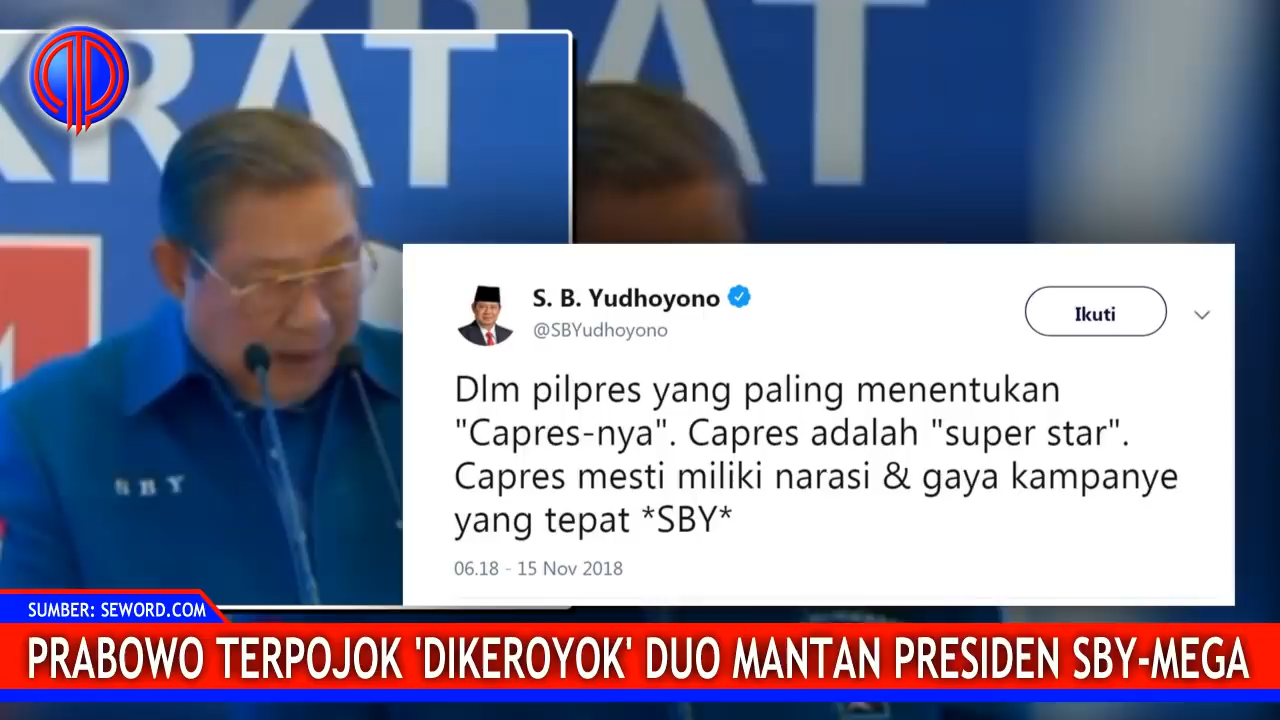 KRAT
AT
S. B. Yudhoyono
@SBYudhoyono
Ikuti
Dlm pilpres yang paling menentukan
"Capres-nya". Capres adalah "super star".
Capres mesti miliki narasi & gaya kampanye
yang tepat *SBY*
06.18 - 15 Nov 2018
SBY
SUMBER: SEWORD.COM
PRABOWO TERPOJOK 'DIKEROYOK' DUO MANTAN PRESIDEN SBY-MEGA